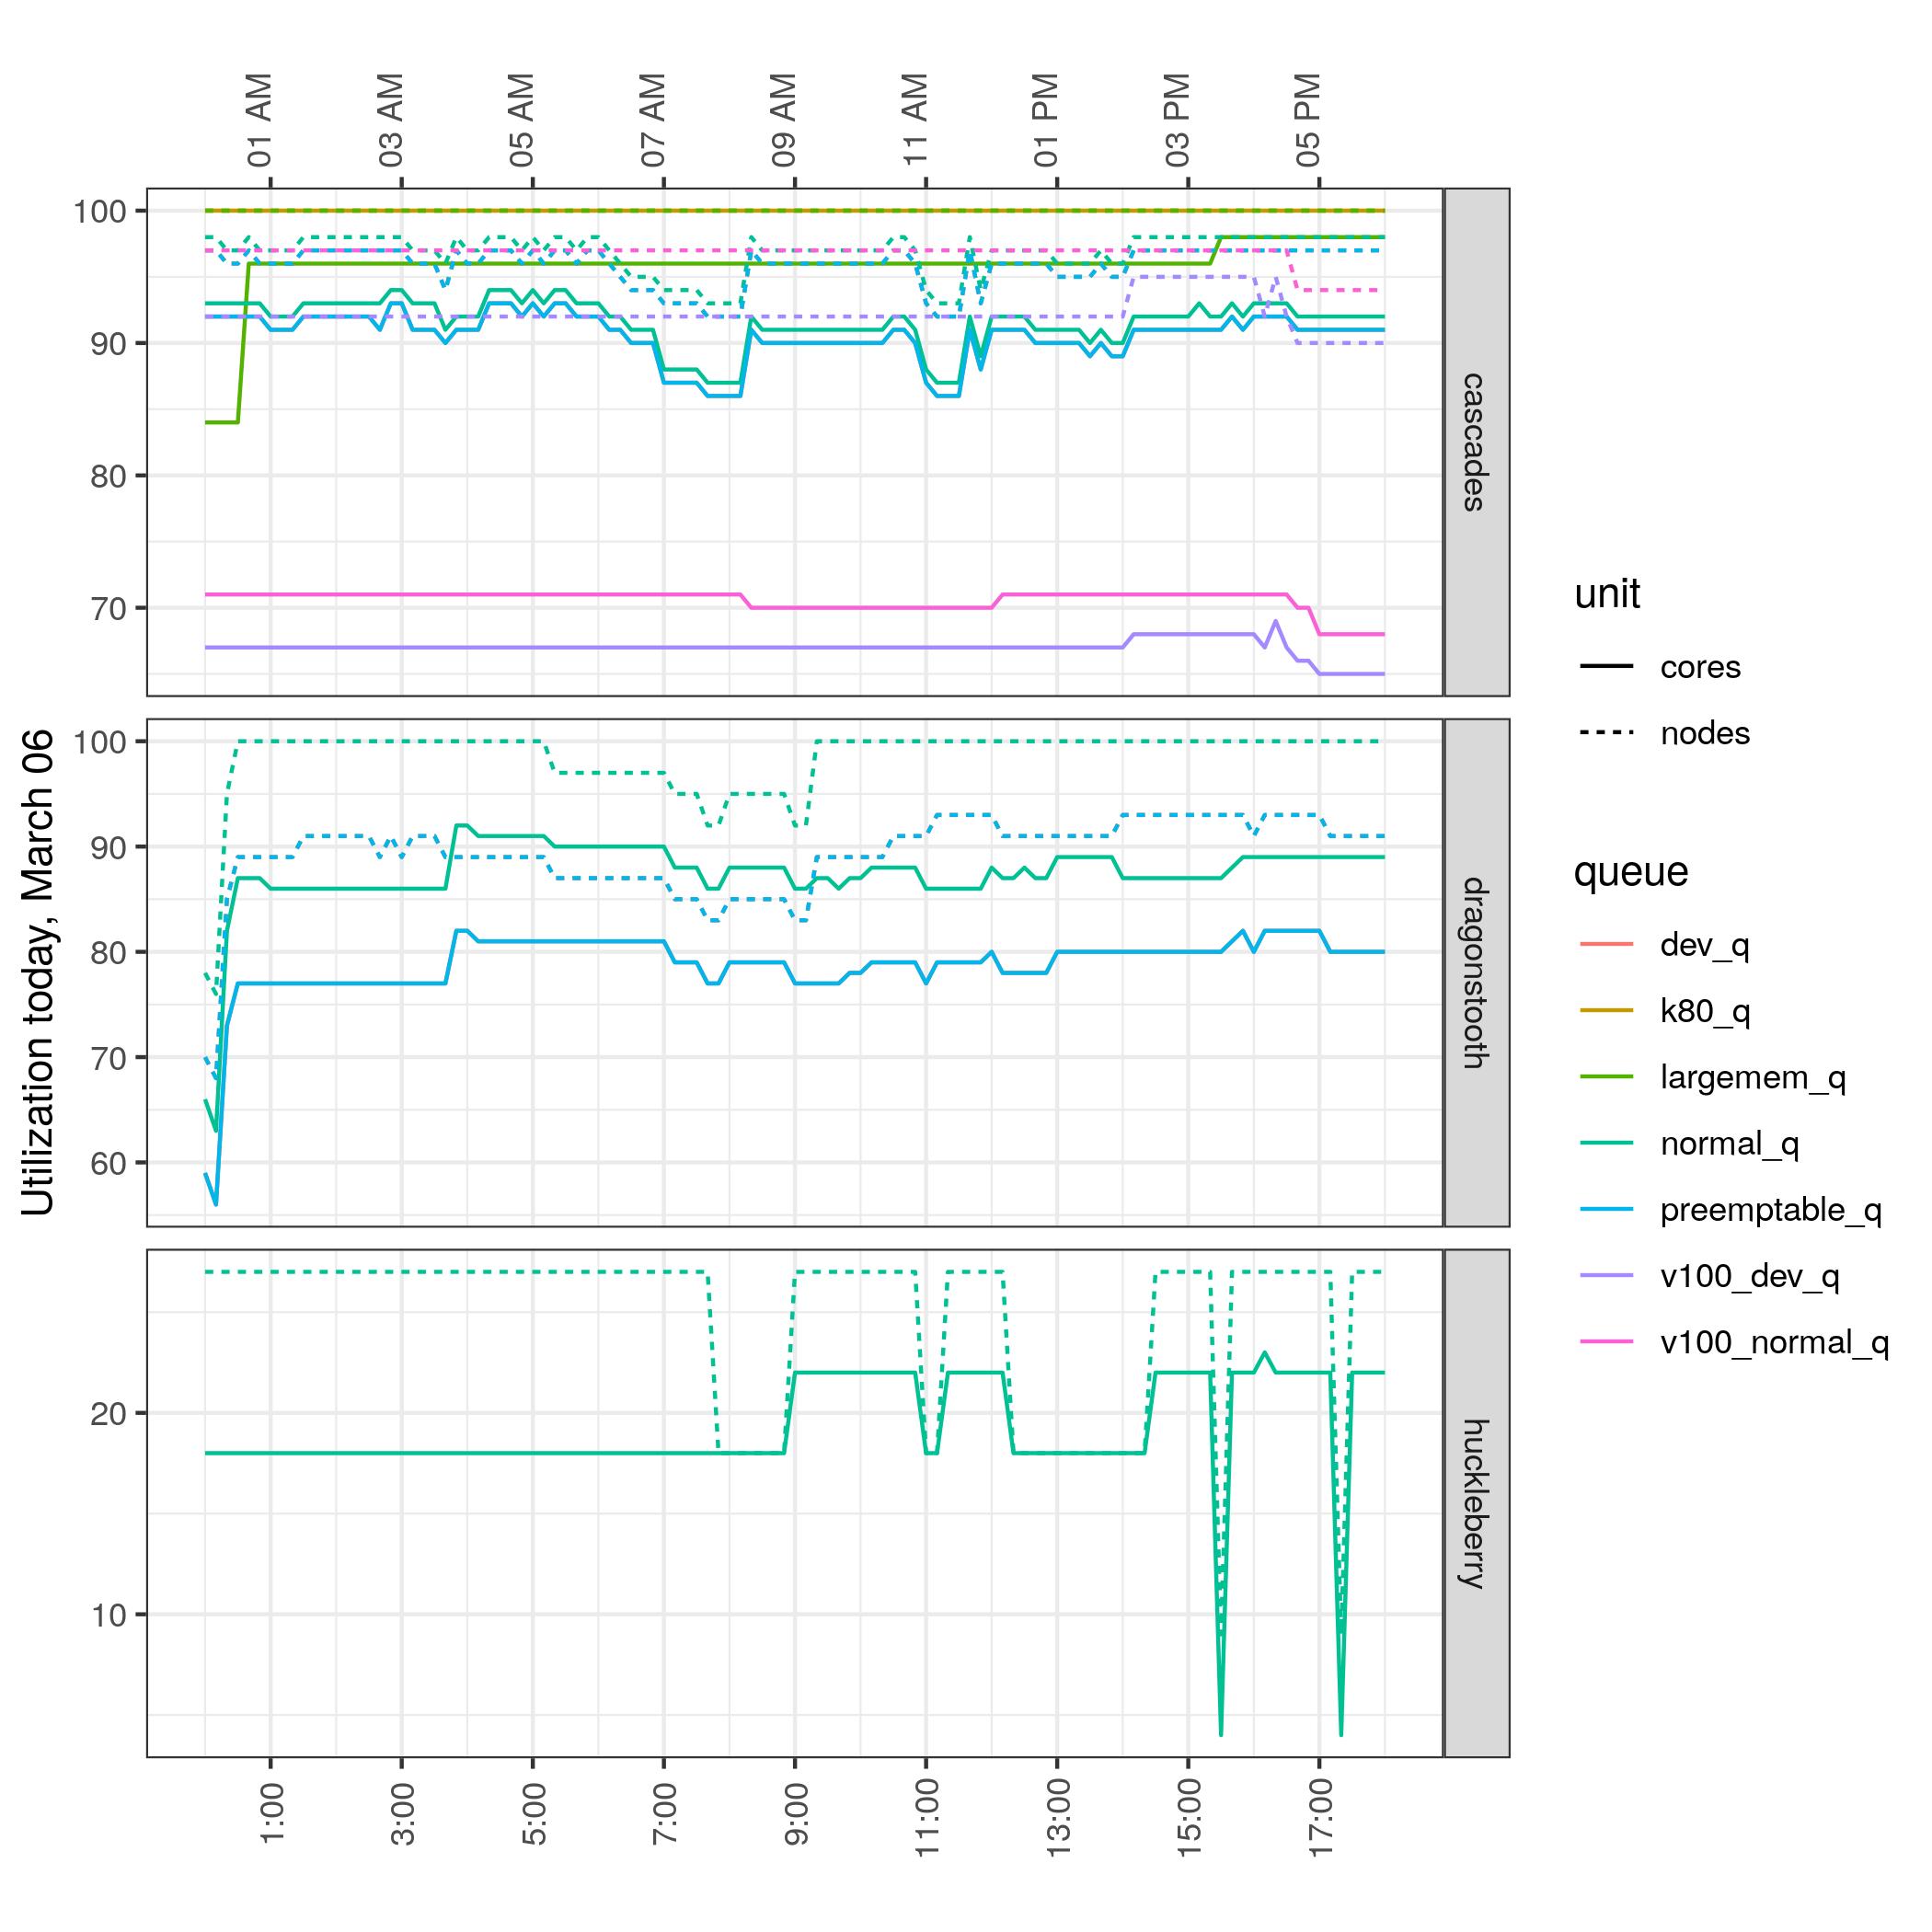 01 AM
03 AM
05 AM
07 AM
09 AM
11 AM
01 PM
03 PM
05 PM
Utilization today, March 06
100
90
80
70
cascades
100
90
80
70
60
dragonstooth
20
10
huckleberry
1:00
3:00
5:00
7:00
9:00
11:00
13:00
15:00
17:00
unit
cores
nodes
queue
dev_q
k80_q
largemem_q
normal_q
preemptable_q
v100_dev_q
v100_normal_q